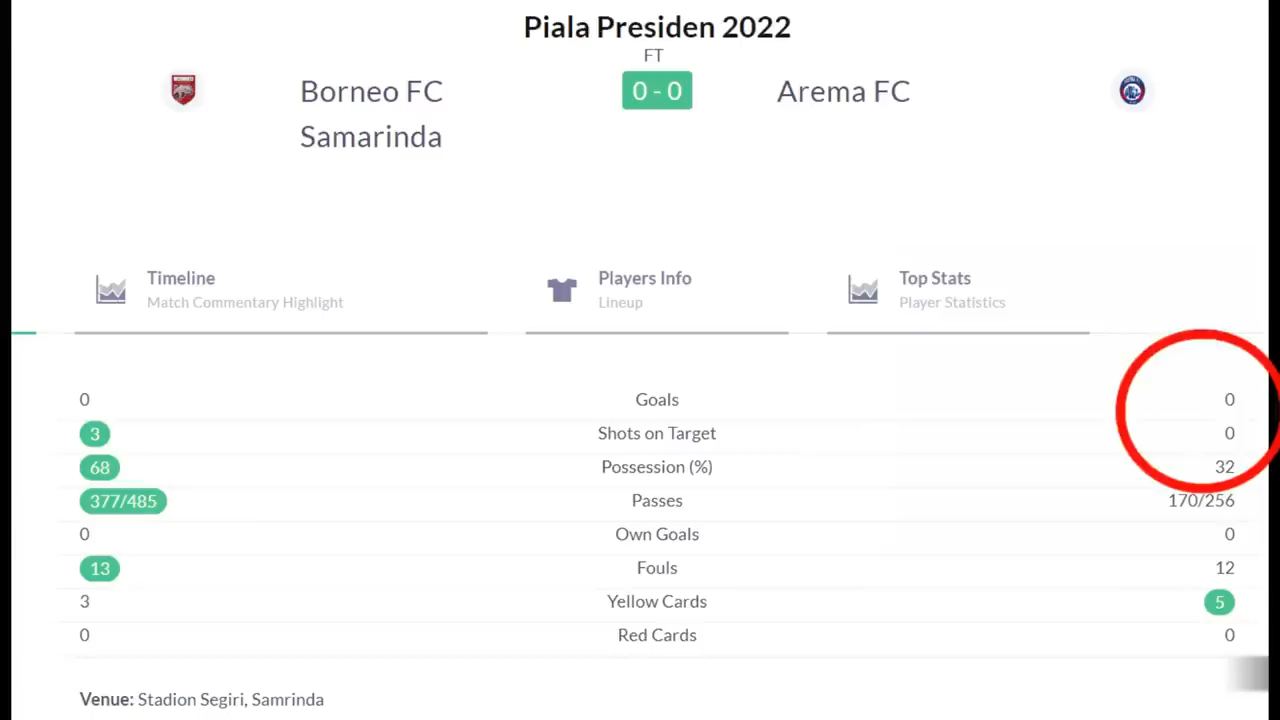 Piala Presiden 2022
FT
Borneo FC Samarinda
0 - 0
Arema FC
Timeline
Match Commentary Highlight
Players Info
Lineup
Top Stats
Player Statistics
0 Goals 0
3 Shots on Target 0
68 Possession (%) 32
377/485 Passes 170/256
0 Own Goals 0
13 Fouls 12
3 Yellow Cards 5
0 Red Cards 0
Venue: Stadion Segiri, Samrinda